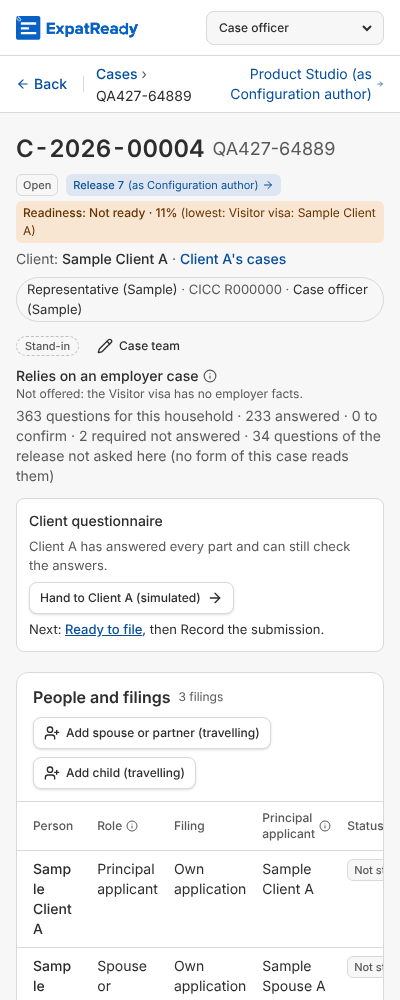 ExpatReady
Case officer
← Back
Cases ›
QA427-64889
Product Studio (as
Configuration author) →
C-2026-00004 QA427-64889
Open
Release 7 (as Configuration author) →
Readiness: Not ready · 11% (lowest: Visitor visa: Sample Client
A)
Client: Sample Client A · Client A's cases
Representative (Sample) · CICC R000000 · Case officer
(Sample)
Stand-in
Case team
Relies on an employer case
Not offered: the Visitor visa has no employer facts.
363 questions for this household · 233 answered · 0 to
confirm · 2 required not answered · 34 questions of the
release not asked here (no form of this case reads
them)
Client questionnaire
Client A has answered every part and can still check
the answers.
Hand to Client A (simulated) →
Next: Ready to file, then Record the submission.
People and filings 3 filings
Add spouse or partner (travelling)
Add child (travelling)
Person Role Filing Principal applicant Status
Samp
le
Client
A
Principal
applicant
Own
application
Sample
Client A
Not st
Samp
le
Spouse
or
Own
application
Sample
Spouse A